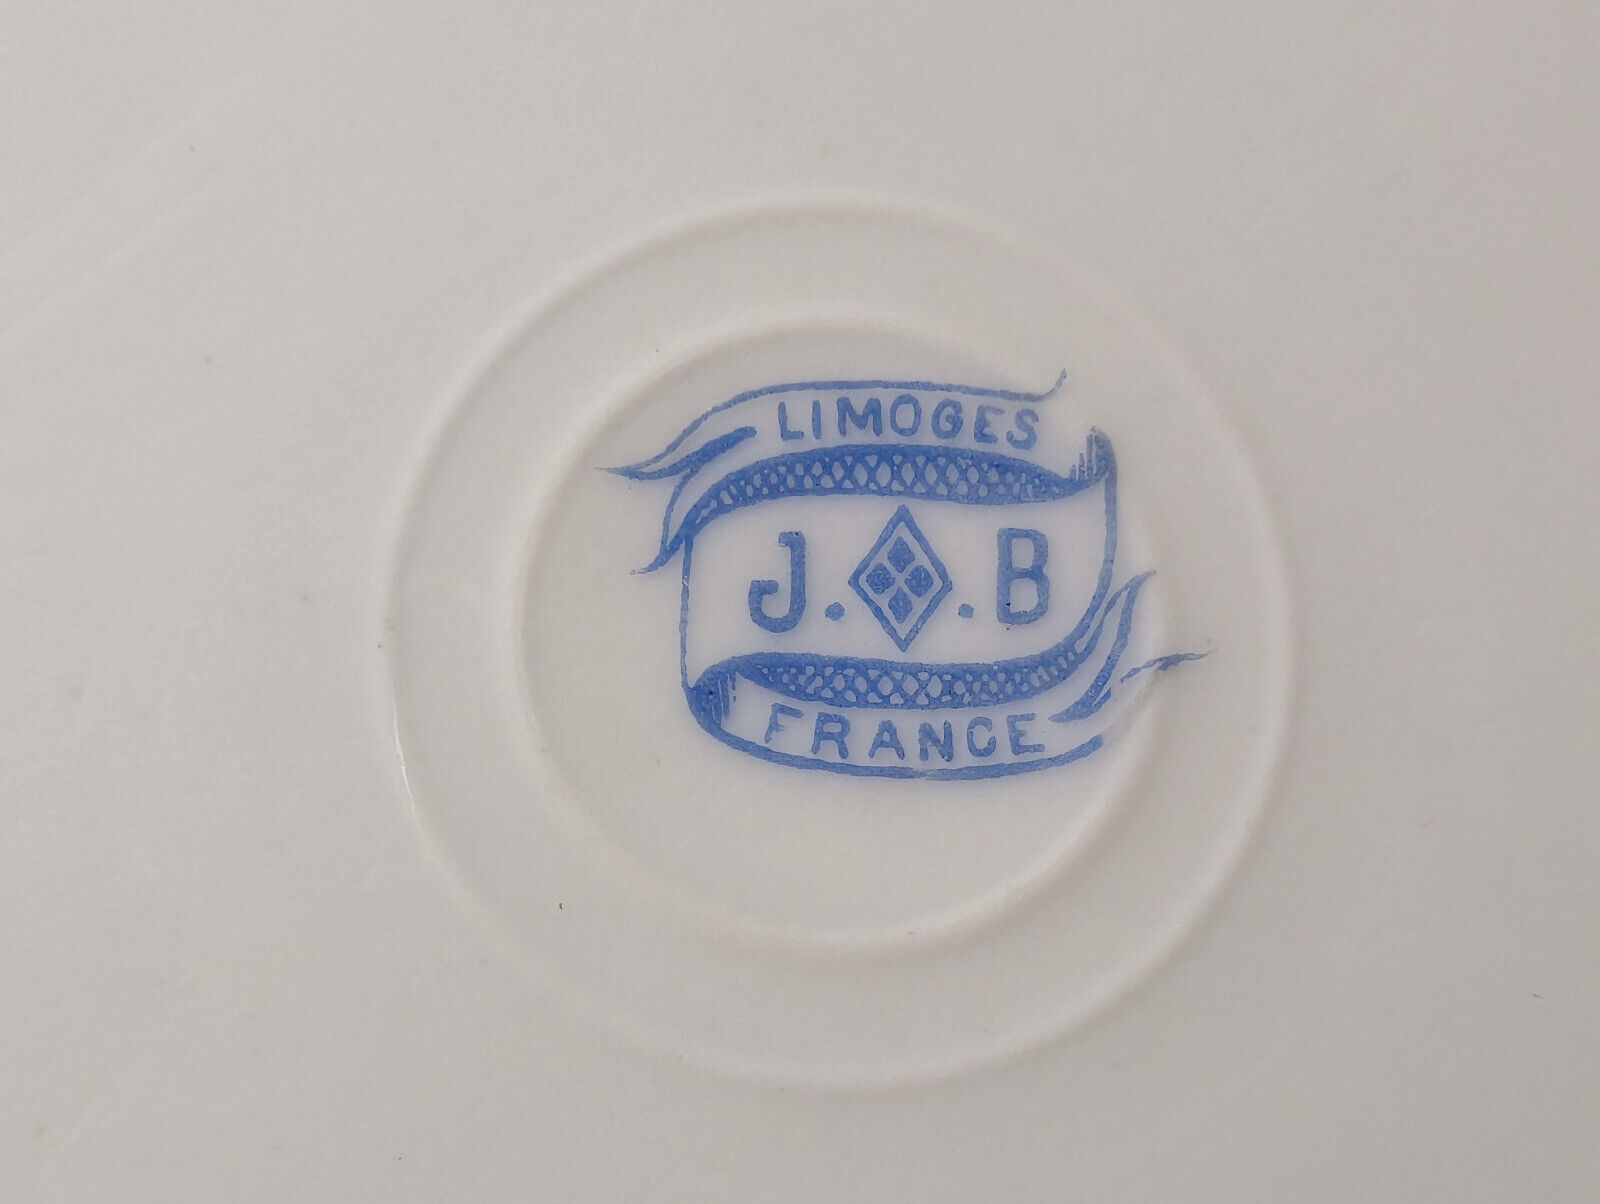 LIMOGES
J. .B
FRANCE